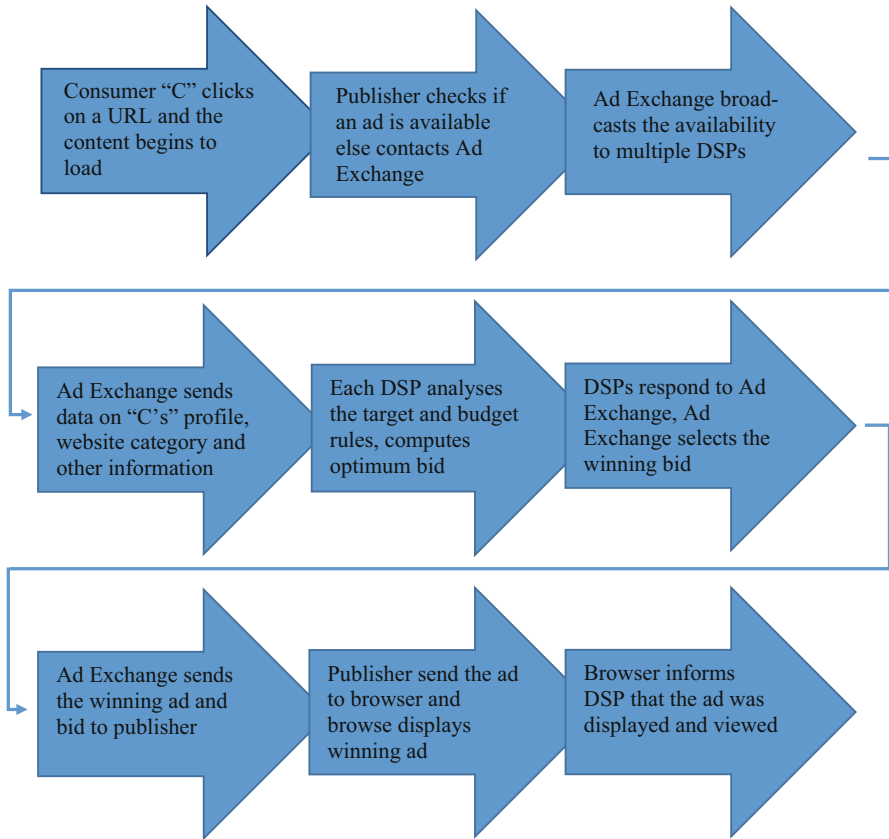 Consumer “C” clicks
on a URL and the
content begins to
load
Publisher checks if
an ad is available
else contacts Ad
Exchange
Ad Exchange broad-
casts the availability
to multiple DSPs
Ad Exchange sends
data on “C’s” profile,
website category and
other information
Each DSP analyses
the target and budget
rules, computes
optimum bid
DSPs respond to Ad
Exchange, Ad
Exchange selects the
winning bid
Ad Exchange sends
the winning ad and
bid to publisher
Publisher send the ad
to browser and
browse displays
winning ad
Browser informs
DSP that the ad was
displayed and viewed